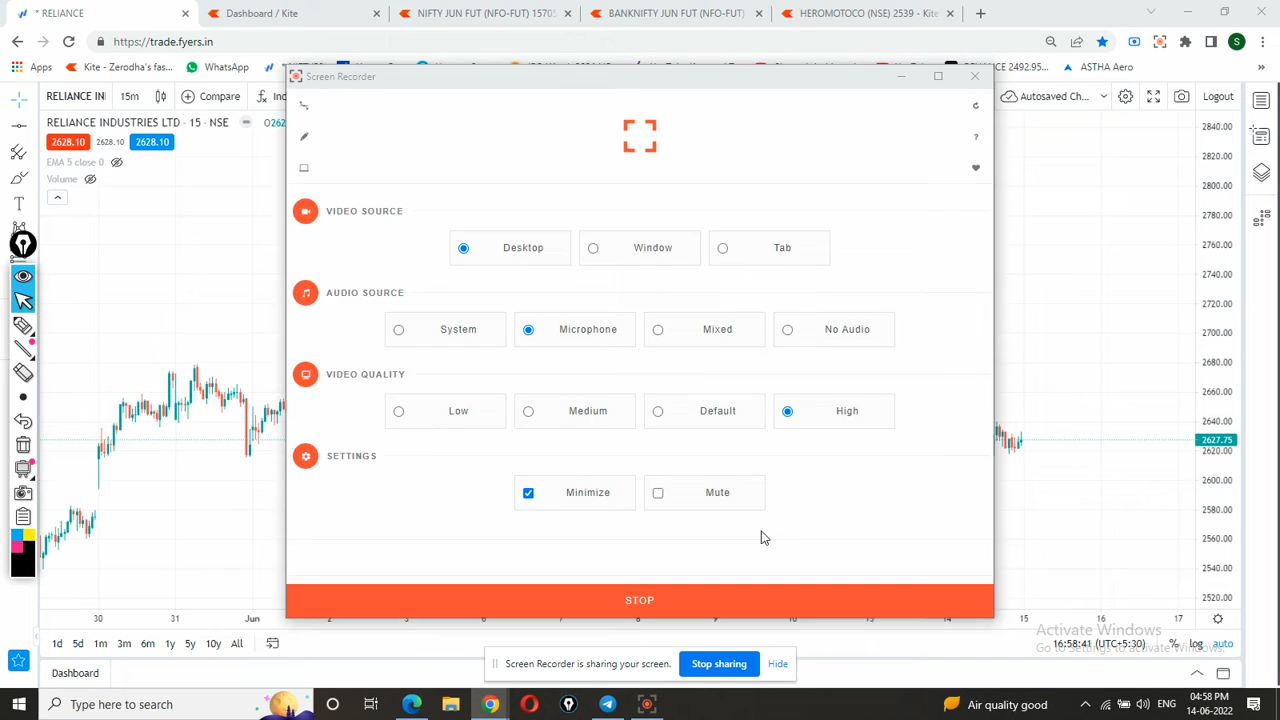 * RELIANCE
Dashboard / Kite
NIFTY JUN FUT (NFO-FUT) 15705
BANKNIFTY JUN FUT (NFO-FUT)
HEROMOTOCO (NSE) 2539 - Kite
https://trade.fyers.in
S
Apps
Kite - Zerodha's fas...
WhatsApp
RELIANCE 2492.95...
ASTHA Aero
Screen Recorder
RELIANCE IN
15m
Compare
Autosaved Ch...
Logout
RELIANCE INDUSTRIES LTD · 15 · NSE
2628.10
2628.10
2628.10
EMA 5 close 0
Volume
?
VIDEO SOURCE
Desktop
Window
Tab
AUDIO SOURCE
System
Microphone
Mixed
No Audio
VIDEO QUALITY
Low
Medium
Default
High
SETTINGS
Minimize
Mute
STOP
2840.00
2820.00
2800.00
2780.00
2760.00
2740.00
2720.00
2700.00
2680.00
2660.00
2640.00
2627.75
2620.00
2600.00
2580.00
2560.00
2540.00
2520.00
30
31
Jun
15
16
17
1d
5d
1m
3m
6m
1y
5y
10y
All
16:58:41 (UTC+5:30)
%
log
auto
Activate Windows
Go to Settings to activate Windows.
Screen Recorder is sharing your screen.
Stop sharing
Hide
Dashboard
Type here to search
Air quality good
ENG
04:58 PM
14-06-2022